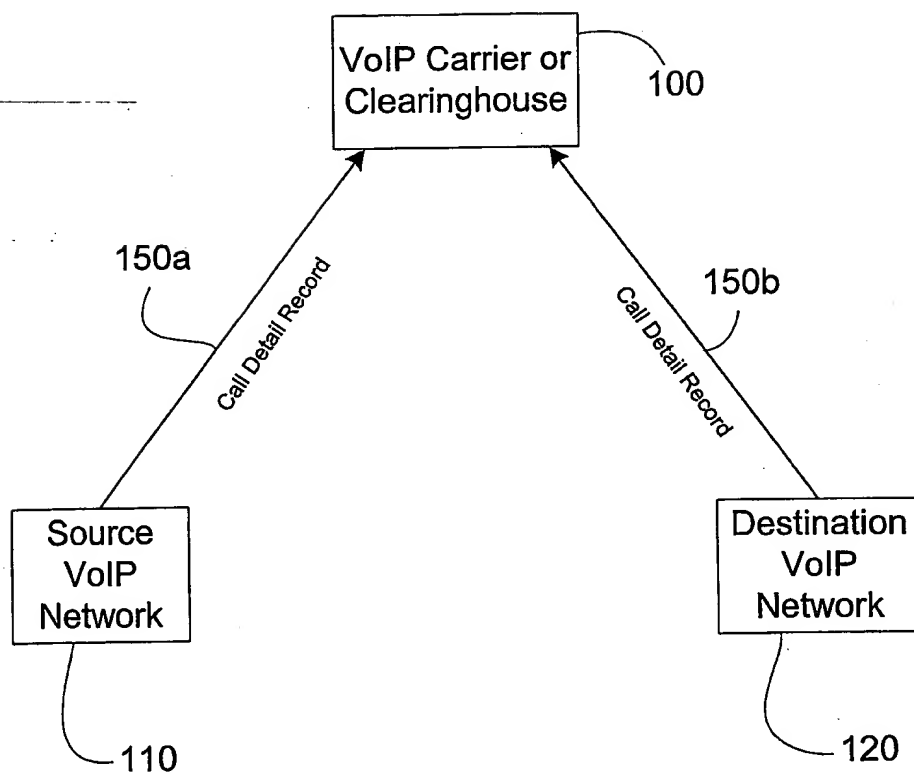 VoIP Carrier or
Clearinghouse
100
150a
Call Detail Record
150b
Call Detail Record
Source
VoIP
Network
Destination
VoIP
Network
110
120